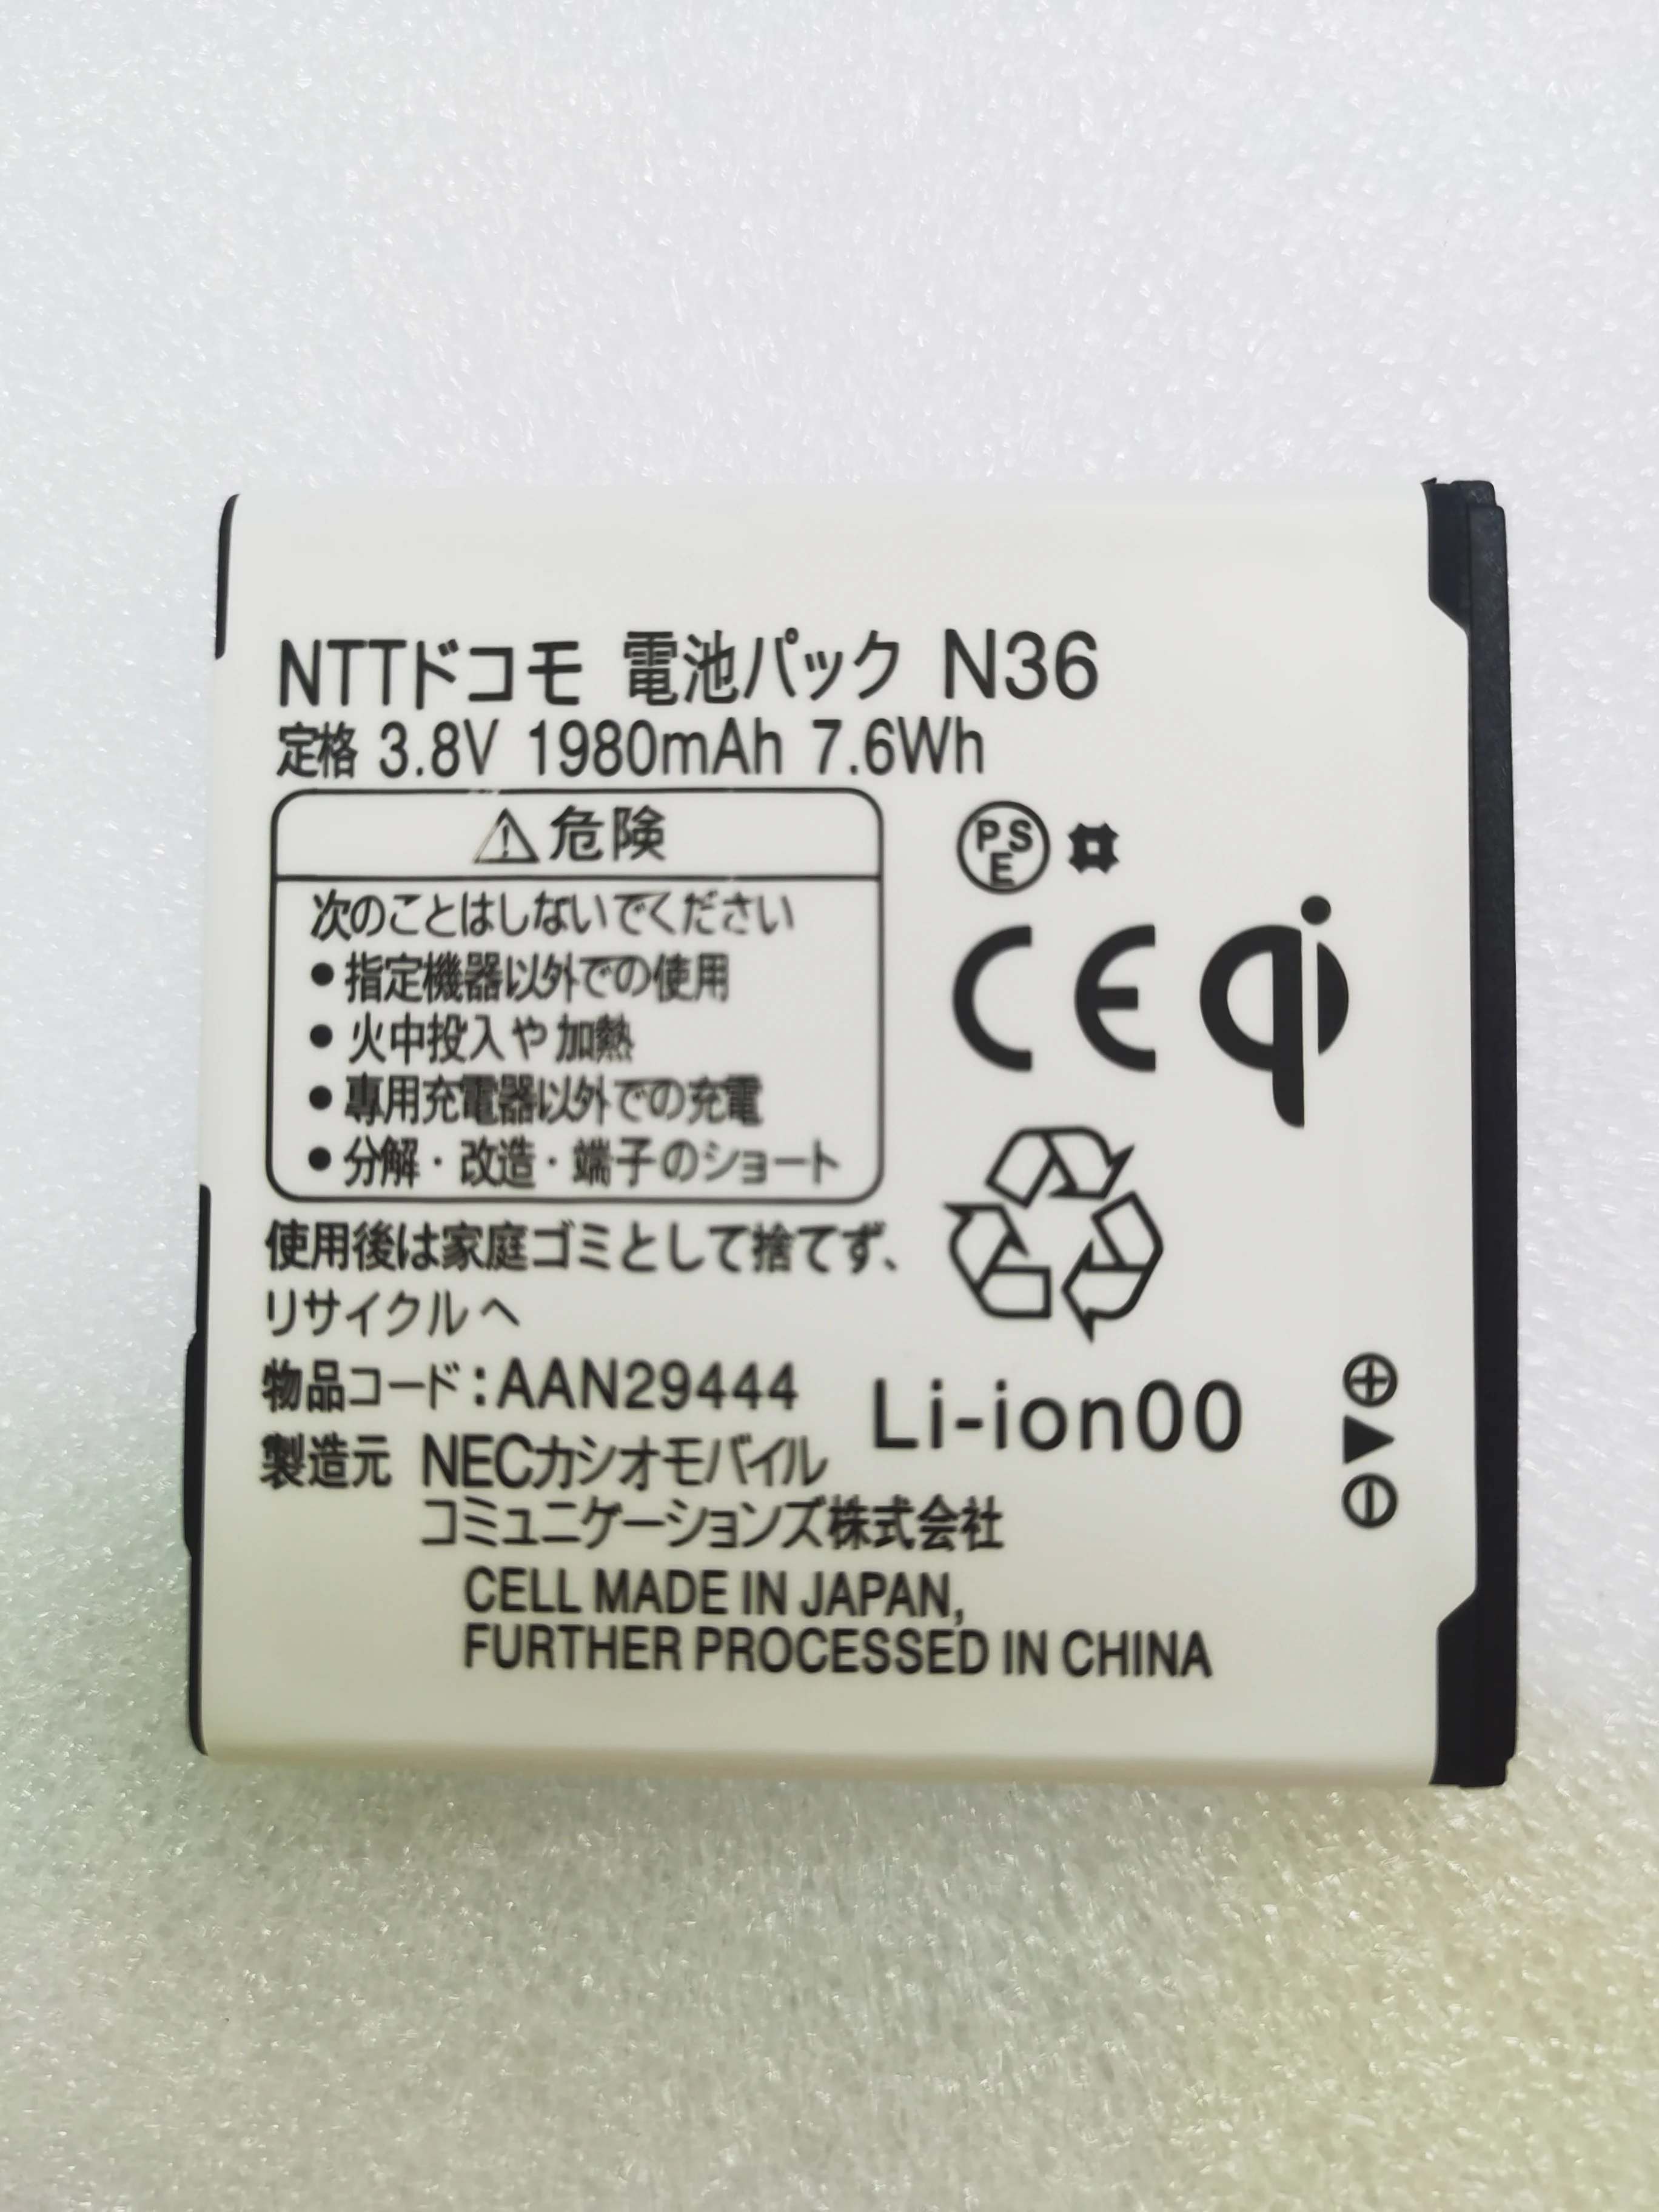 NTTドコモ 電池パック N36
定格 3.8V 1980mAh 7.6Wh
⚠危険
次のことはしないでください
●指定機器以外での使用
●火中投入や加熱
●専用充電器以外での充電
●分解・改造・端子のショート
PSE
CE qi
使用後は家庭ゴミとして捨てず、
リサイクルへ
物品コード:AAN29444
Li-ion00
製造元 NECカシオモバイル
コミュニケーションズ株式会社
CELL MADE IN JAPAN,
FURTHER PROCESSED IN CHINA
⊕
⊖